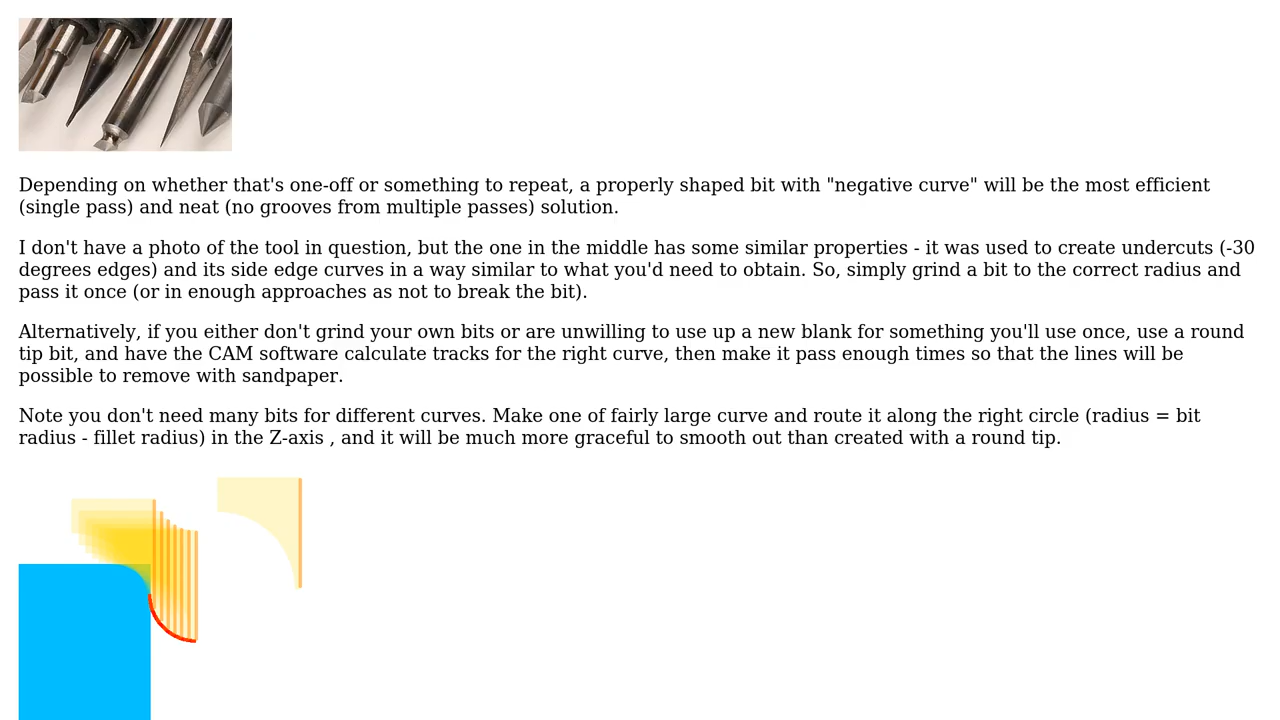 Depending on whether that's one-off or something to repeat, a properly shaped bit with "negative curve" will be the most efficient
(single pass) and neat (no grooves from multiple passes) solution.
I don't have a photo of the tool in question, but the one in the middle has some similar properties - it was used to create undercuts (-30
degrees edges) and its side edge curves in a way similar to what you'd need to obtain. So, simply grind a bit to the correct radius and
pass it once (or in enough approaches as not to break the bit).
Alternatively, if you either don't grind your own bits or are unwilling to use up a new blank for something you'll use once, use a round
tip bit, and have the CAM software calculate tracks for the right curve, then make it pass enough times so that the lines will be
possible to remove with sandpaper.
Note you don't need many bits for different curves. Make one of fairly large curve and route it along the right circle (radius = bit
radius - fillet radius) in the Z-axis , and it will be much more graceful to smooth out than created with a round tip.